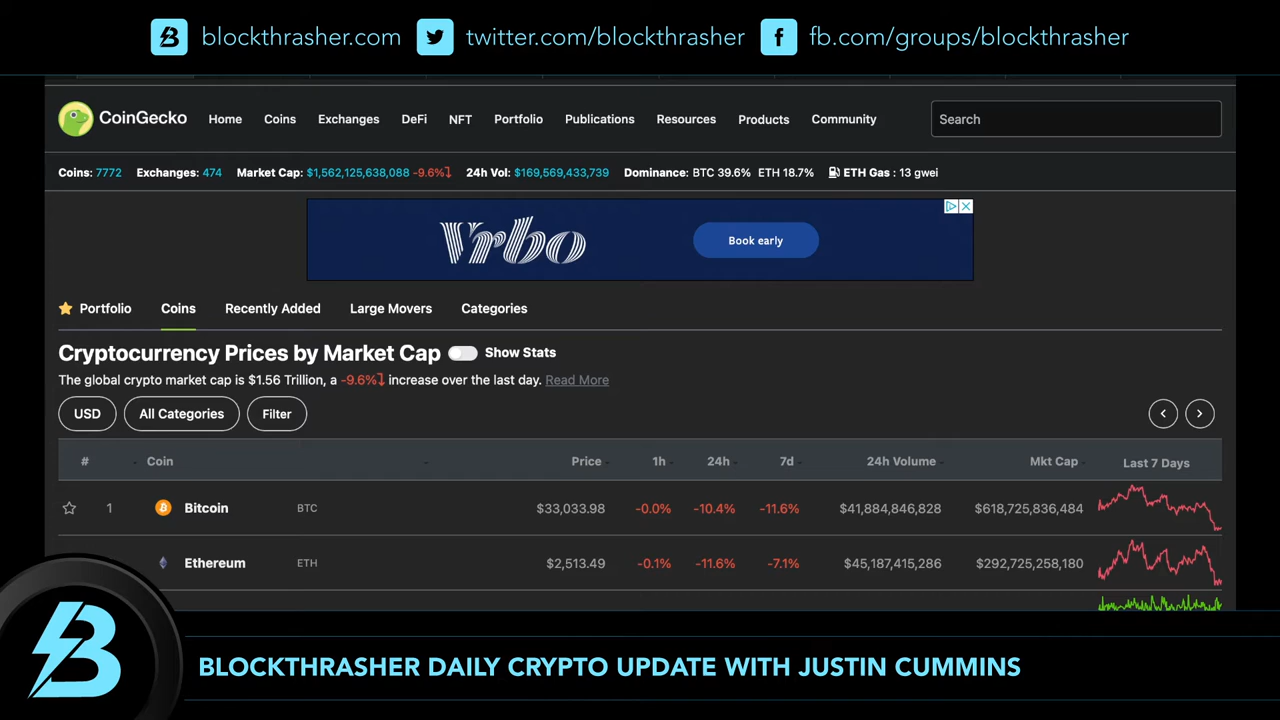 blockthrasher.com twitter.com/blockthrasher fb.com/groups/blockthrasher
CoinGecko Home Coins Exchanges DeFi NFT Portfolio Publications Resources Products Community Search
Coins: 7772 Exchanges: 474 Market Cap: $1,562,125,638,088 -9.6% 24h Vol: $169,569,433,739 Dominance: BTC 39.6% ETH 18.7% ETH Gas : 13 gwei
Vrbo Book early
Portfolio Coins Recently Added Large Movers Categories
Cryptocurrency Prices by Market Cap Show Stats
The global crypto market cap is $1.56 Trillion, a -9.6% increase over the last day. Read More
USD All Categories Filter
# Coin Price 1h 24h 7d 24h Volume Mkt Cap Last 7 Days
1 Bitcoin BTC $33,033.98 -0.0% -10.4% -11.6% $41,884,846,828 $618,725,836,484
Ethereum ETH $2,513.49 -0.1% -11.6% -7.1% $45,187,415,286 $292,725,258,180
BLOCKTHRASHER DAILY CRYPTO UPDATE WITH JUSTIN CUMMINS